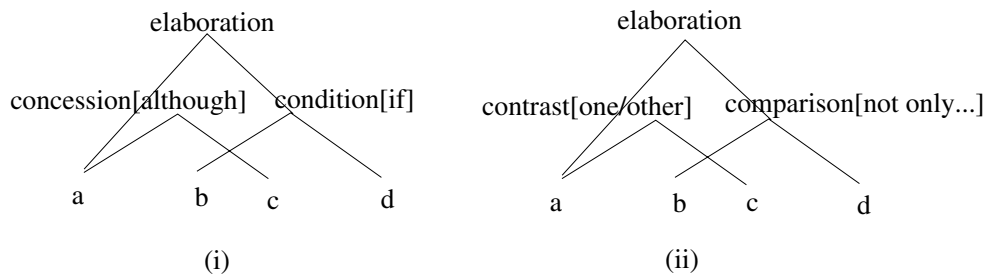 elaboration
concession[although] condition[if]
a b c d
(i)
elaboration
contrast[one/other] comparison[not only...]
a b c d
(ii)